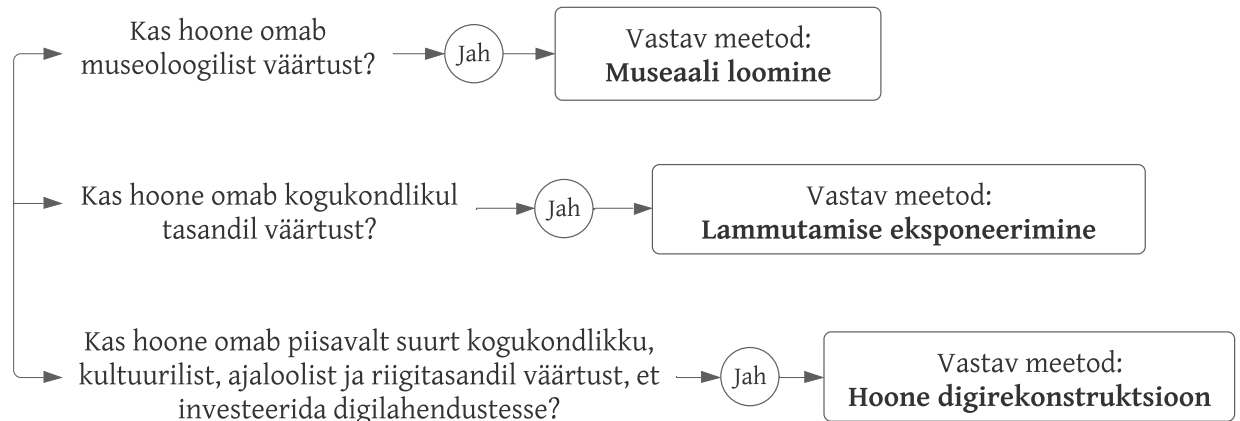 Kas hoone omab
museoloogilist väärtust?
Jah
Vastav meetod:
Museaali loomine
Kas hoone omab kogukondlikul
tasandil väärtust?
Jah
Vastav meetod:
Lammutamise eksponeerimine
Kas hoone omab piisavalt suurt kogukondlikku,
kultuurilist, ajaloolist ja riigitasandil väärtust, et
investeerida digilahendustesse?
Jah
Vastav meetod:
Hoone digirekonstruktsioon